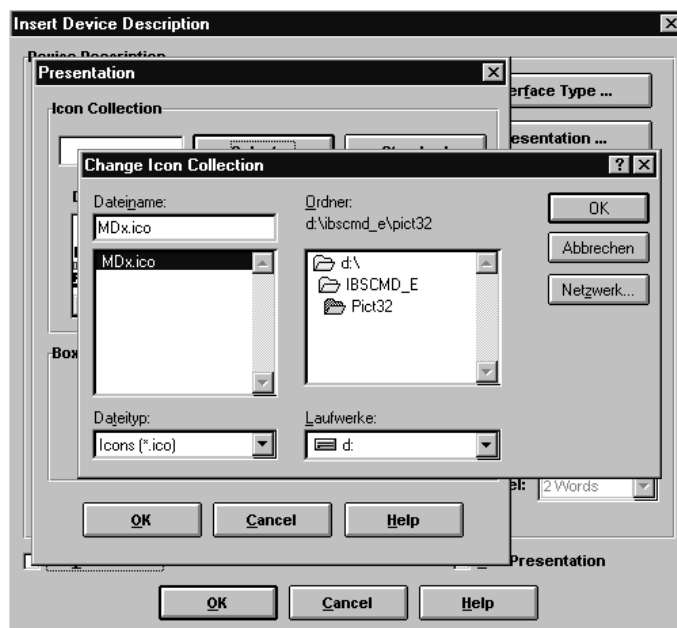 Insert Device Description
Device Description
Presentation
erface Type ...
Icon Collection
esentation ...
Change Icon Collection
Dateiname:
Ordner:
OK
MDx.ico
d:\ibscmd_e\pict32
Abbrechen
MDx.ico
d:\
IBSCMD_E
Netzwerk...
Pict32
Box
Dateityp:
Laufwerke:
Icons (*.ico)
d:
el: 2 Words
OK Cancel Help
Presentation
OK Cancel Help